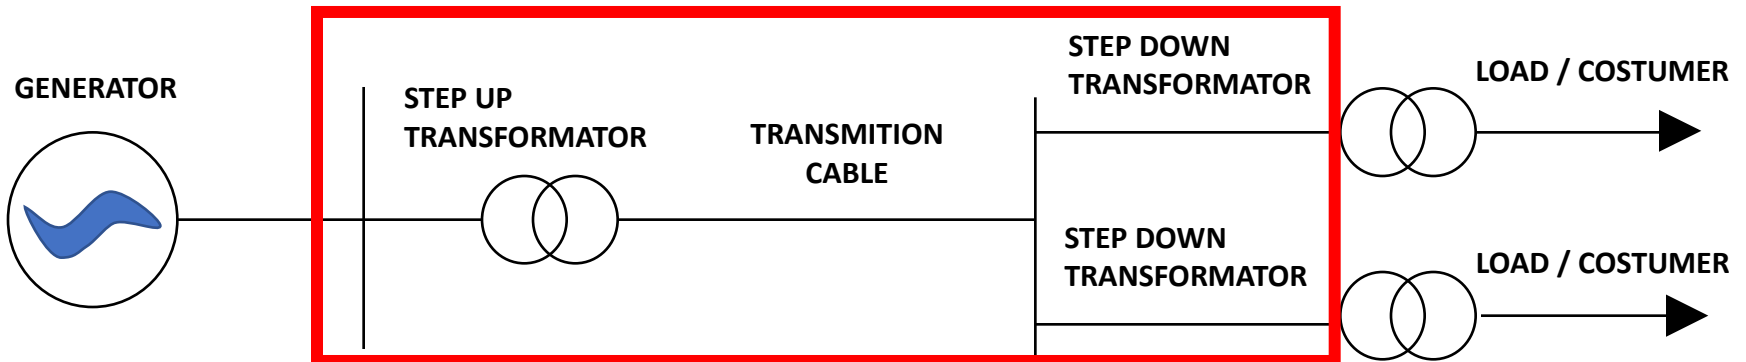 GENERATOR
STEP UP
TRANSFORMATOR
TRANSMITION
CABLE
STEP DOWN
TRANSFORMATOR
LOAD / COSTUMER
STEP DOWN
TRANSFORMATOR
LOAD / COSTUMER